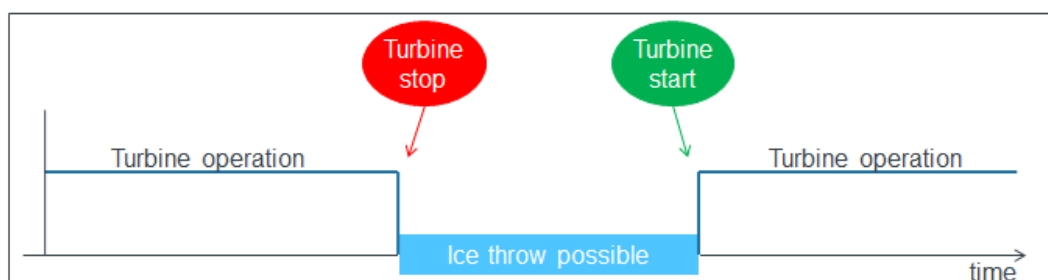 Turbine
stop
Turbine
start
Turbine operation
Turbine operation
Ice throw possible
time